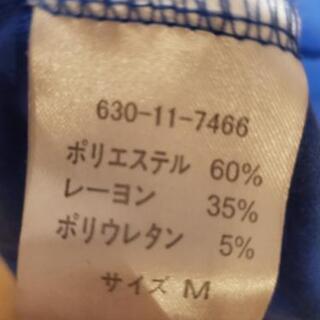 630-11-7466
ポリエステル 60%
レーヨン 35%
ポリウレタン 5%
サイズ M